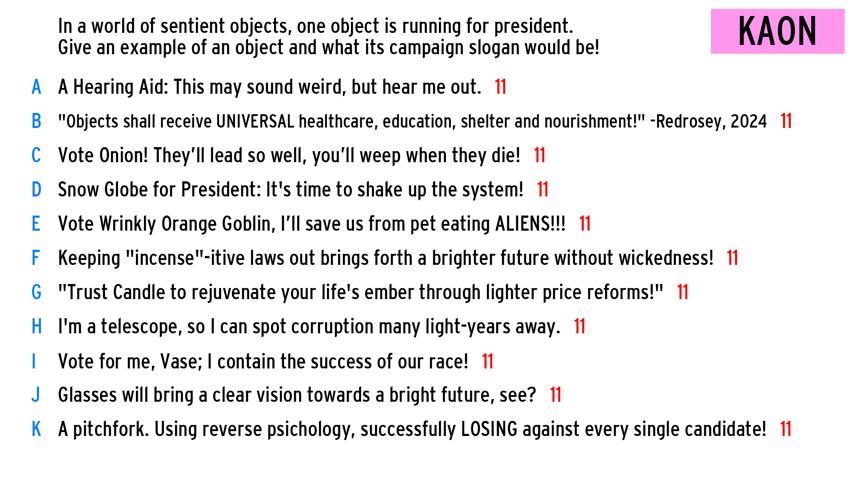 In a world of sentient objects, one object is running for president.
Give an example of an object and what its campaign slogan would be!
KAON
A A Hearing Aid: This may sound weird, but hear me out. 11
B "Objects shall receive UNIVERSAL healthcare, education, shelter and nourishment!" -Redrosey, 2024 11
C Vote Onion! They'll lead so well, you'll weep when they die! 11
D Snow Globe for President: It's time to shake up the system! 11
E Vote Wrinkly Orange Goblin, I'll save us from pet eating ALIENS!!! 11
F Keeping "incense"-itive laws out brings forth a brighter future without wickedness! 11
G "Trust Candle to rejuvenate your life's ember through lighter price reforms!" 11
H I'm a telescope, so I can spot corruption many light-years away. 11
I Vote for me, Vase; I contain the success of our race! 11
J Glasses will bring a clear vision towards a bright future, see? 11
K A pitchfork. Using reverse psichology, successfully LOSING against every single candidate! 11